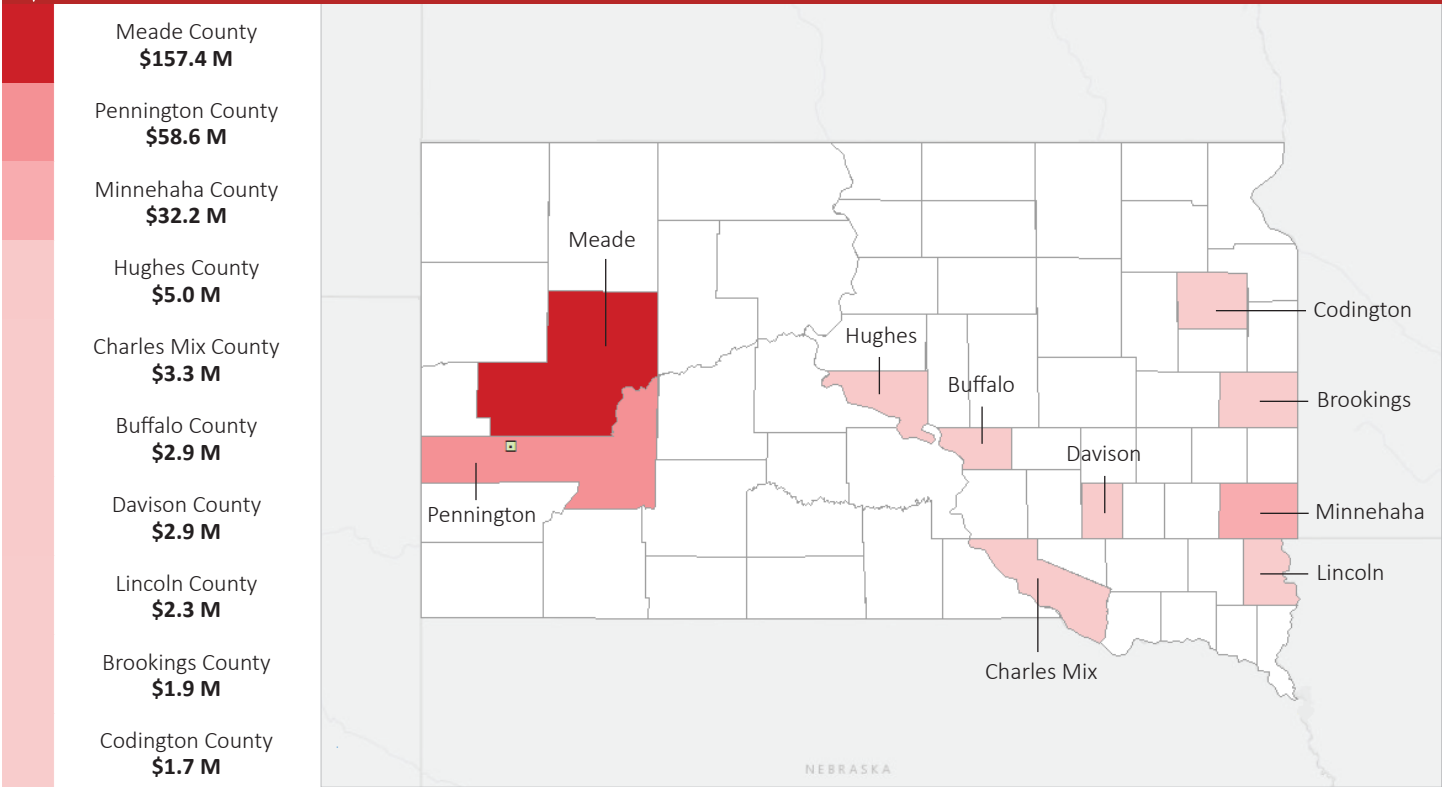 Meade County
$157.4 M
Pennington County
$58.6 M
Minnehaha County
$32.2 M
Hughes County
$5.0 M
Charles Mix County
$3.3 M
Buffalo County
$2.9 M
Davison County
$2.9 M
Lincoln County
$2.3 M
Brookings County
$1.9 M
Codington County
$1.7 M
Meade
Codington
Hughes
Buffalo
Brookings
Davison
Pennington
Minnehaha
Lincoln
Charles Mix
NEBRASKA